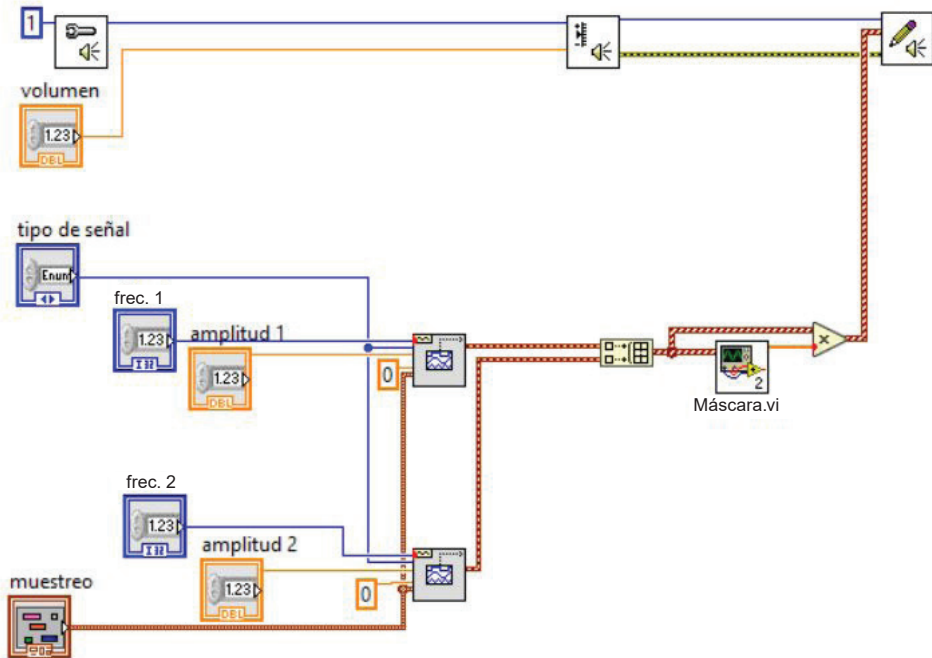 1
volumen
1.23
DBL
tipo de señal
Enum
frec. 1
1.23
I32
amplitud 1
1.23
DBL
0
2
Máscara.vi
frec. 2
1.23
I32
amplitud 2
1.23
DBL
0
muestreo